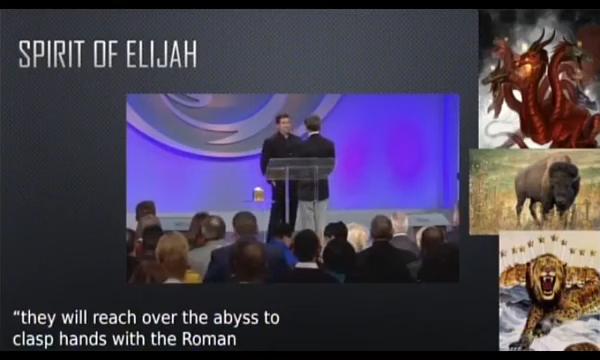 SPIRIT OF ELIJAH
“they will reach over the abyss to
clasp hands with the Roman